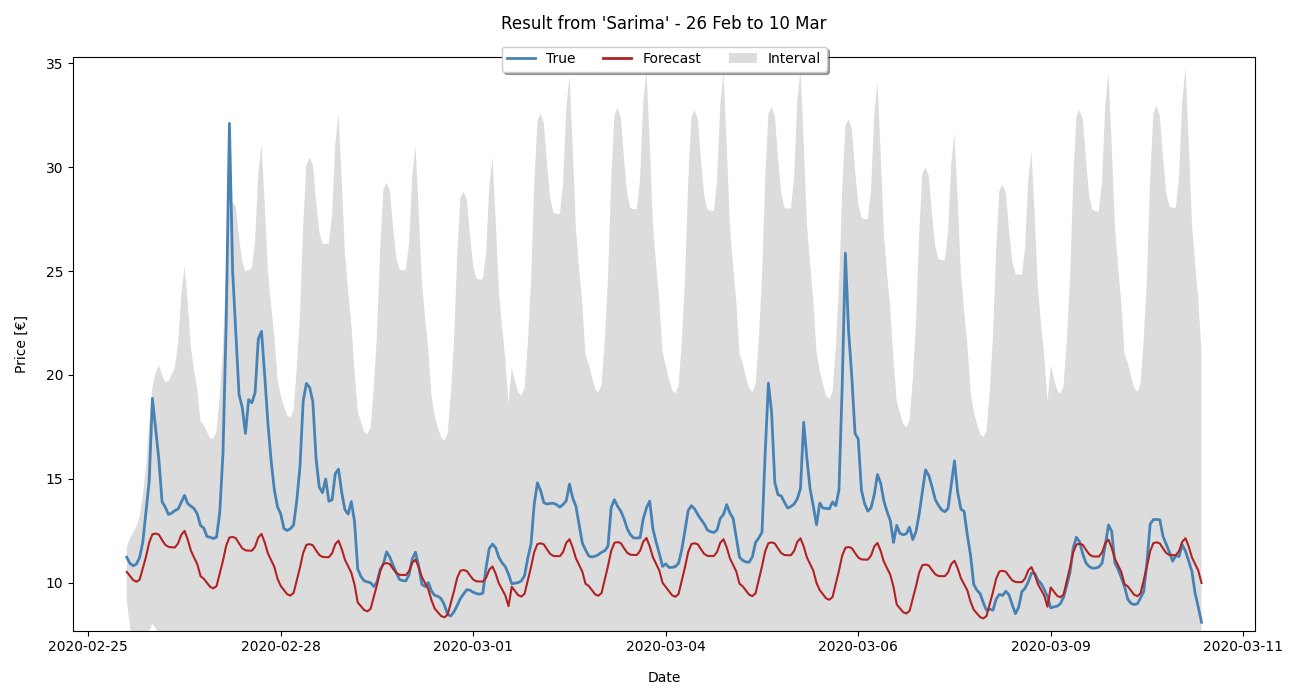 Result from 'Sarima' - 26 Feb to 10 Mar
True Forecast Interval
35
30
25
20
15
10
Price [€]
2020-02-25 2020-02-28 2020-03-01 2020-03-04 2020-03-06 2020-03-09 2020-03-11
Date